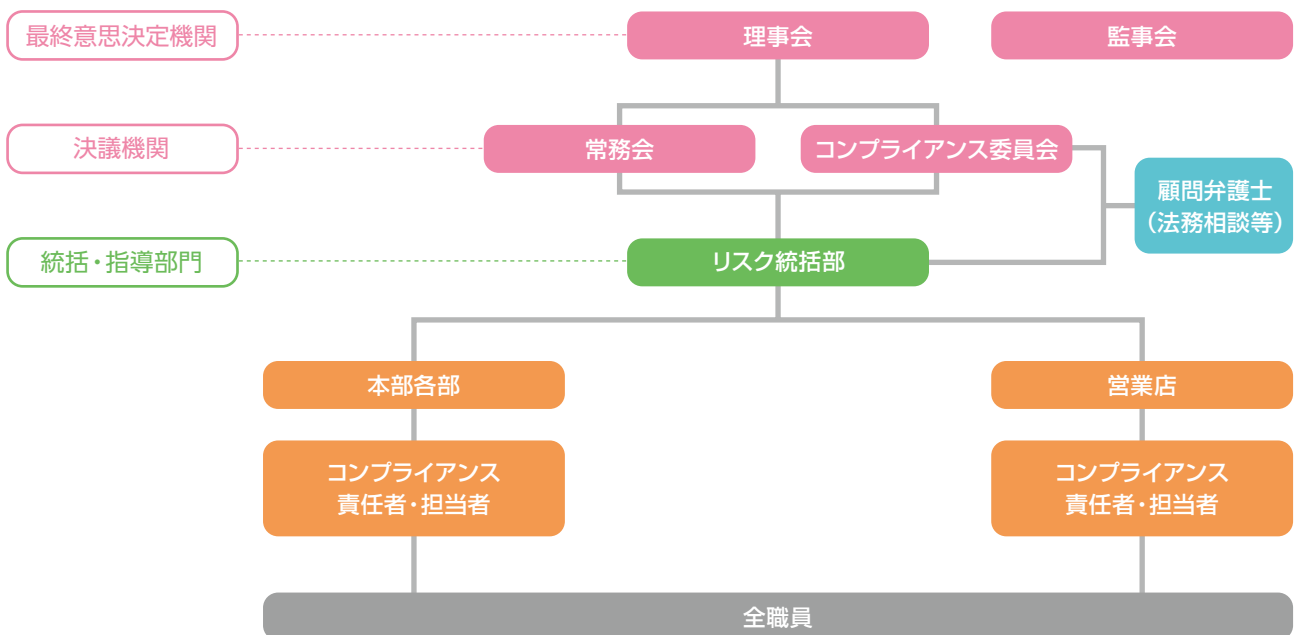 最終意思決定機関
理事会
監事会
決議機関
常務会
コンプライアンス委員会
顧問弁護士
(法務相談等)
統括・指導部門
リスク統括部
本部各部
営業店
コンプライアンス
責任者・担当者
コンプライアンス
責任者・担当者
全職員